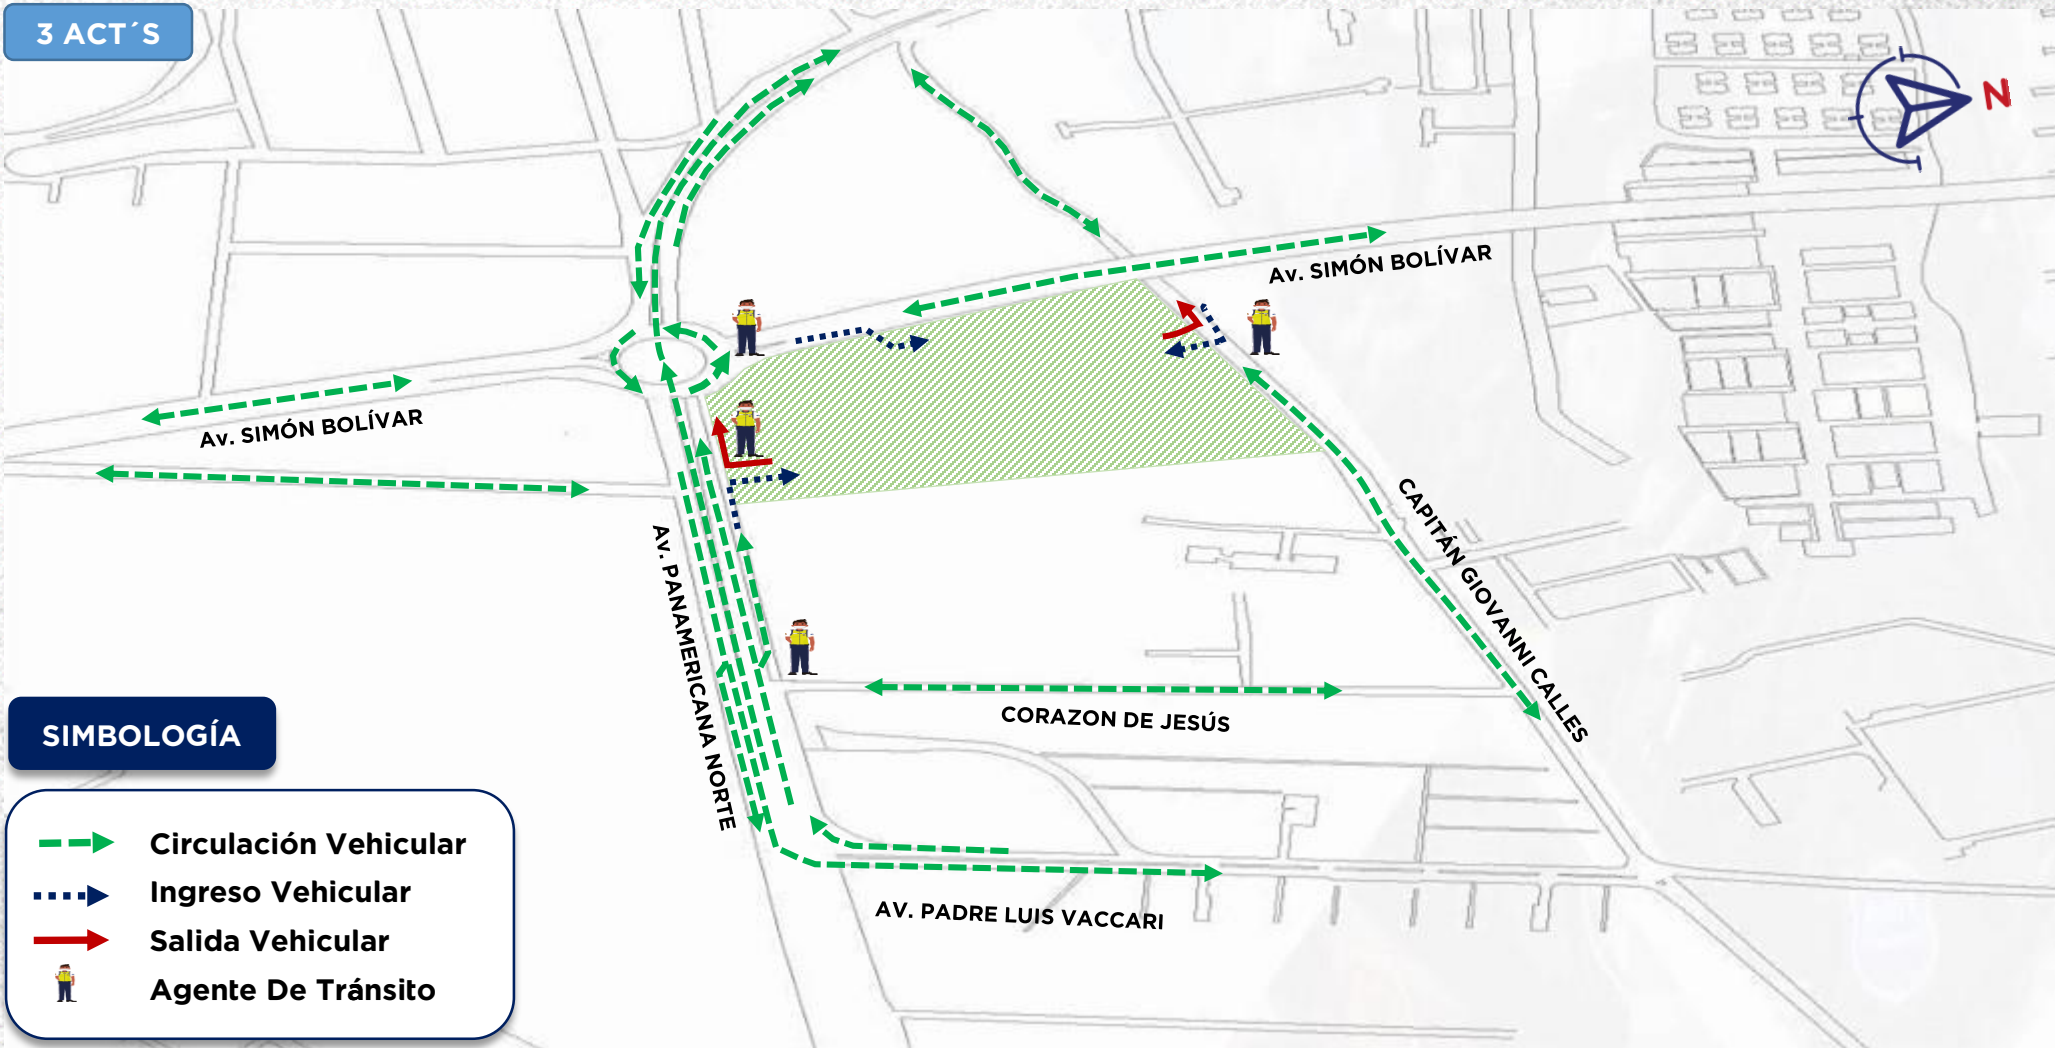 3 ACT´S
N
Av. SIMÓN BOLÍVAR
Av. SIMÓN BOLÍVAR
CAPITÁN GIOVANNI CALLES
Av. PANAMERICANA NORTE
CORAZON DE JESÚS
AV. PADRE LUIS VACCARI
SIMBOLOGÍA
Circulación Vehicular
Ingreso Vehicular
Salida Vehicular
Agente De Tránsito